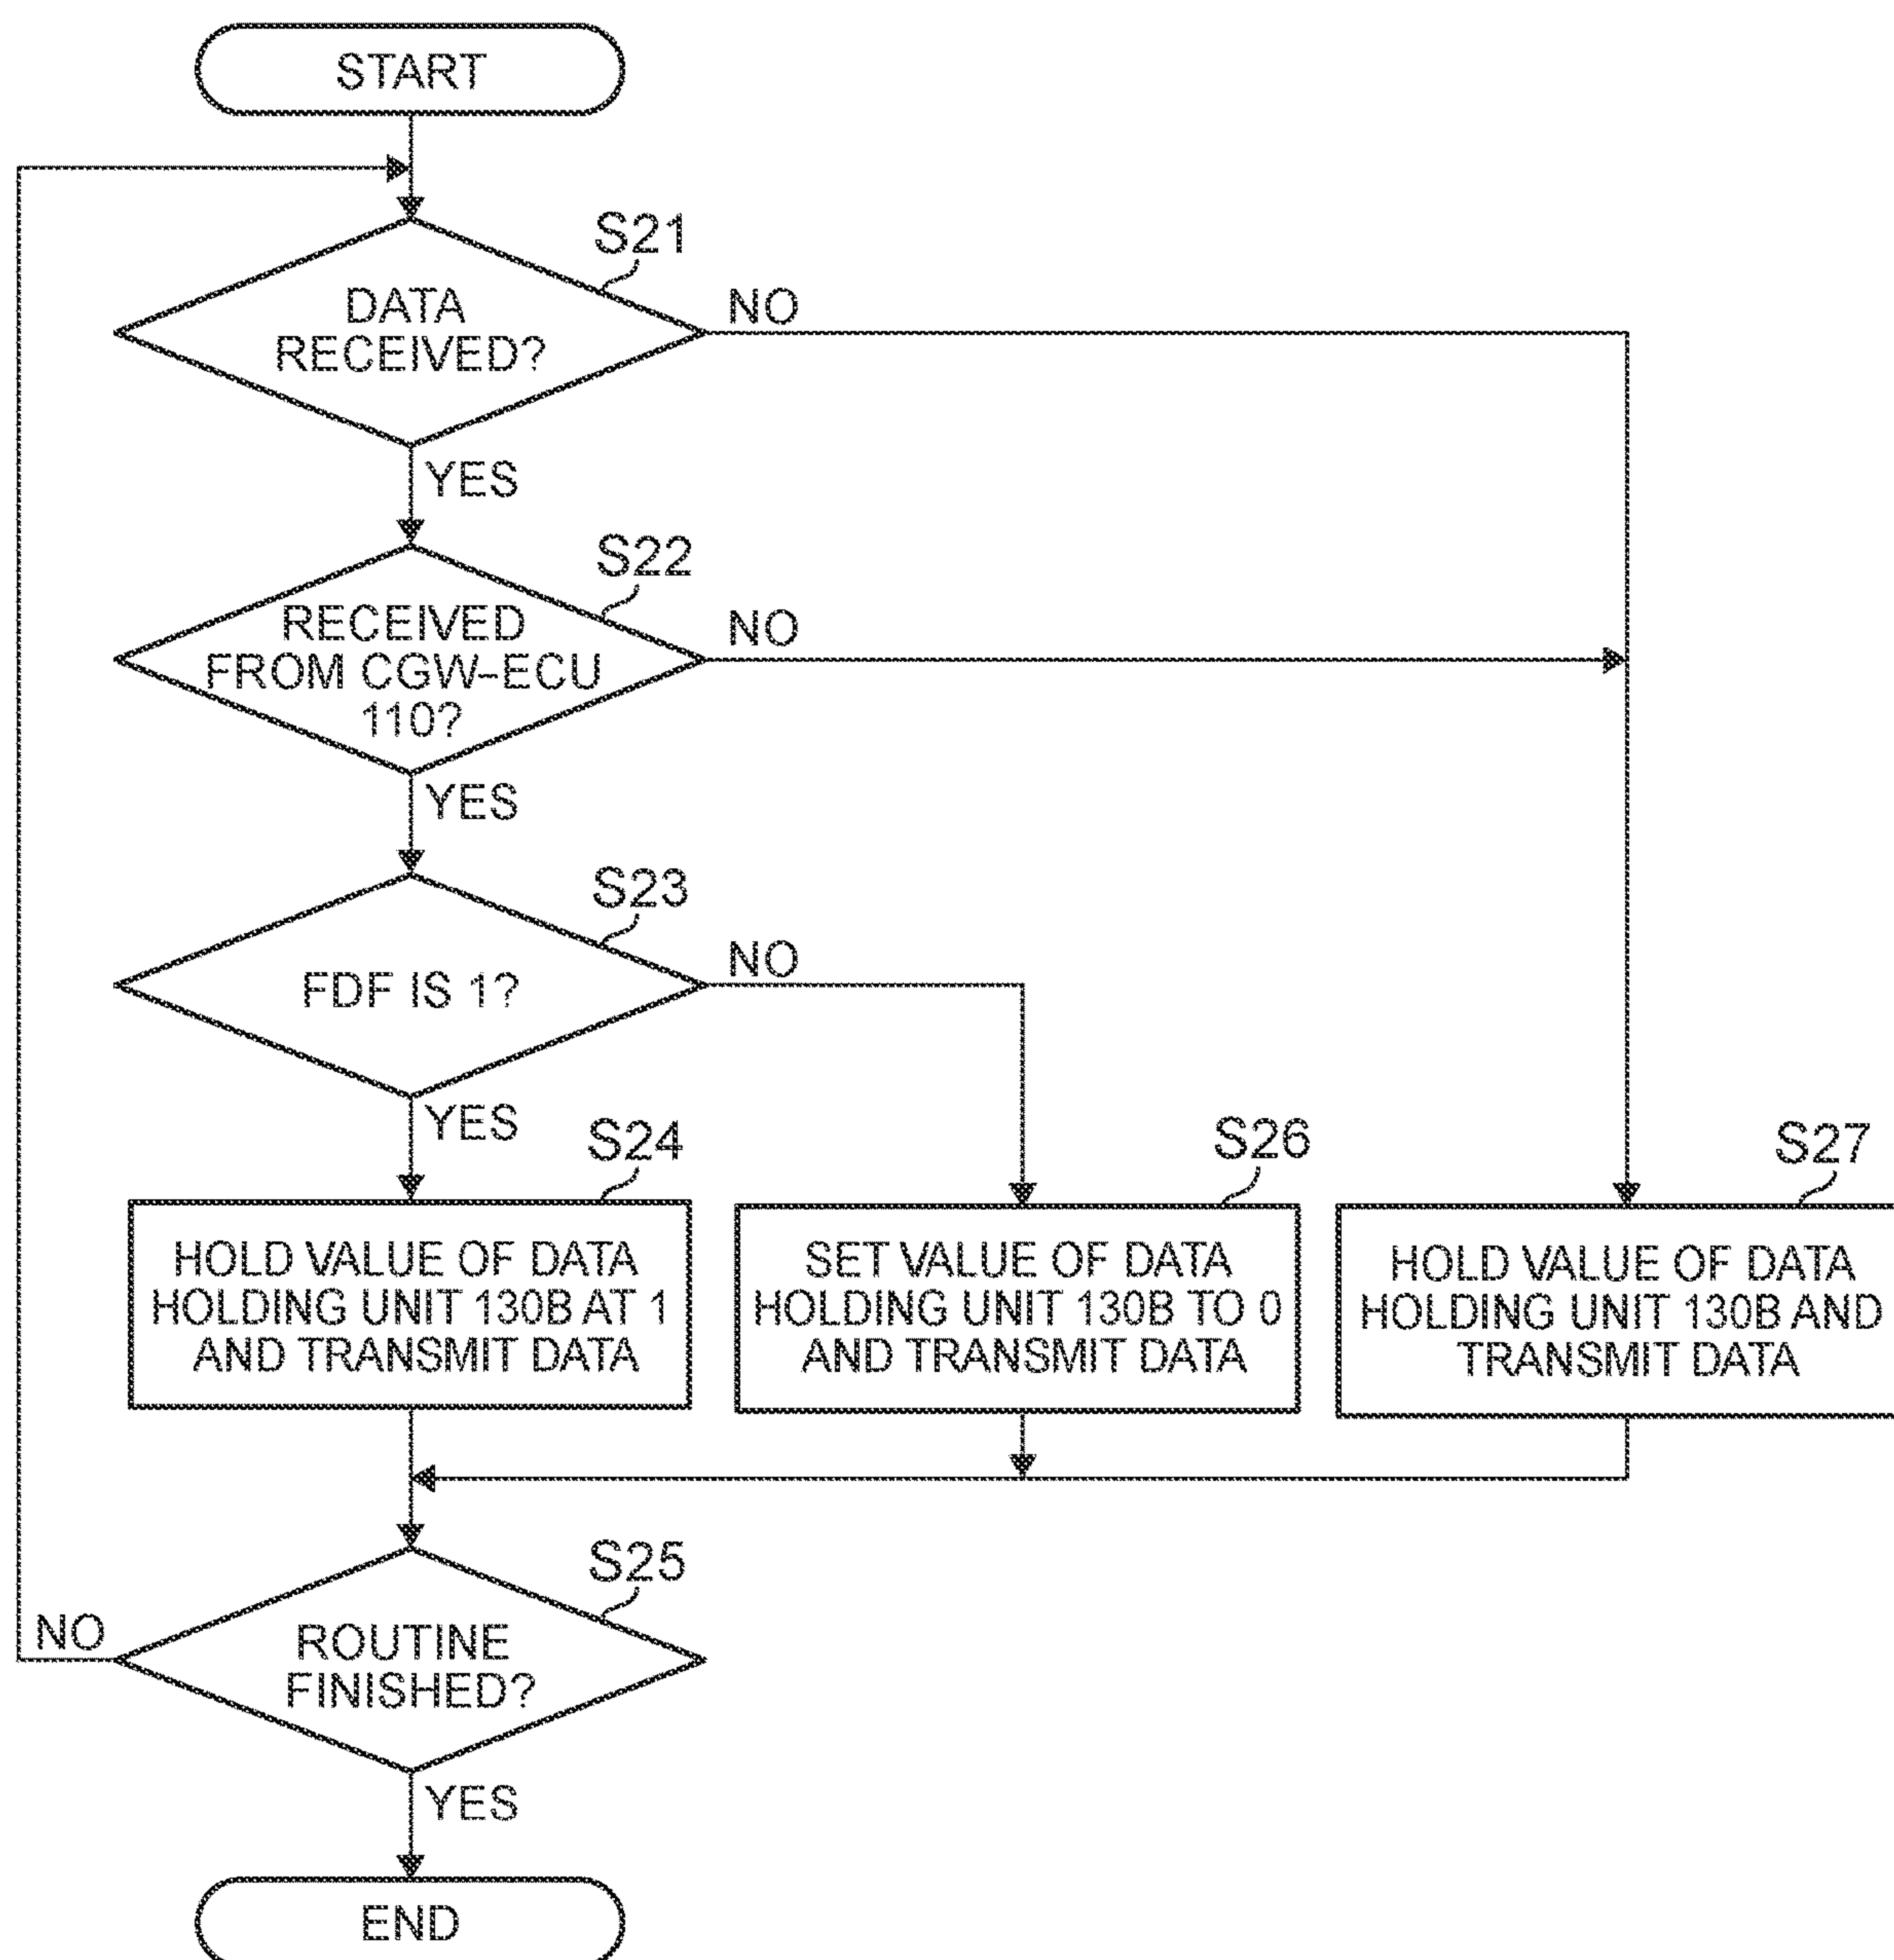 START
S21
DATA
RECEIVED?
NO
YES
S22
RECEIVED
FROM CGW-ECU
110?
NO
YES
S23
FDF IS 1?
NO
YES
S24
HOLD VALUE OF DATA
HOLDING UNIT 130B AT 1
AND TRANSMIT DATA
S26
SET VALUE OF DATA
HOLDING UNIT 130B TO 0
AND TRANSMIT DATA
S27
HOLD VALUE OF DATA
HOLDING UNIT 130B AND
TRANSMIT DATA
S25
ROUTINE
FINISHED?
NO
YES
END